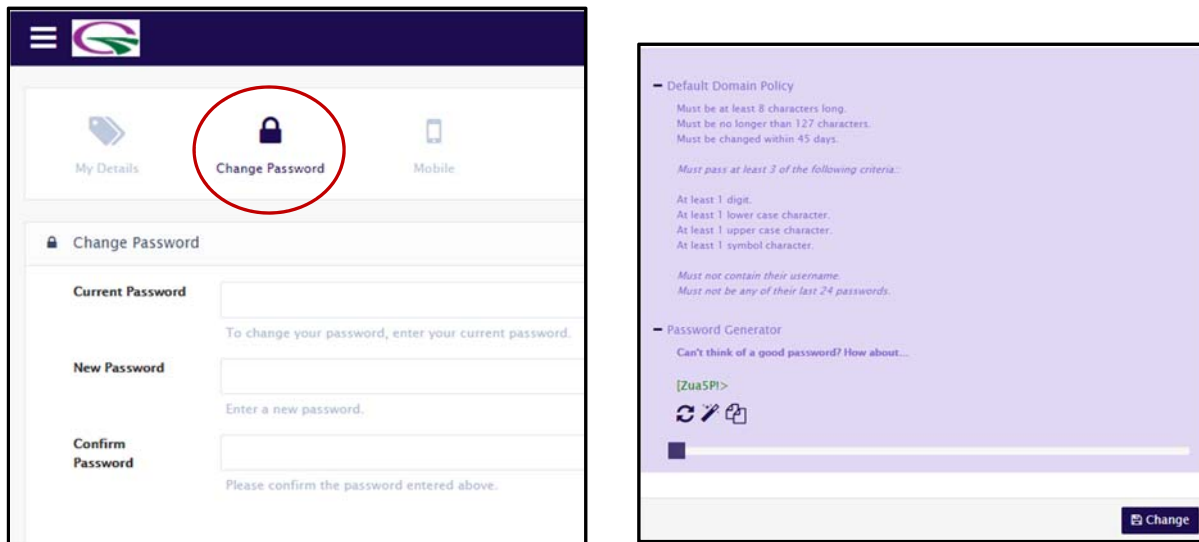 My Details
Change Password
Mobile
Change Password
Current Password
To change your password, enter your current password.
New Password
Enter a new password.
Confirm
Password
Please confirm the password entered above.
Default Domain Policy
Must be at least 8 characters long.
Must be no longer than 127 characters.
Must be changed within 45 days.
Must pass at least 3 of the following criteria::
At least 1 digit.
At least 1 lower case character.
At least 1 upper case character.
At least 1 symbol character.
Must not contain their username.
Must not be any of their last 24 passwords.
Password Generator
Can't think of a good password? How about...
[Zua5P!>
Change